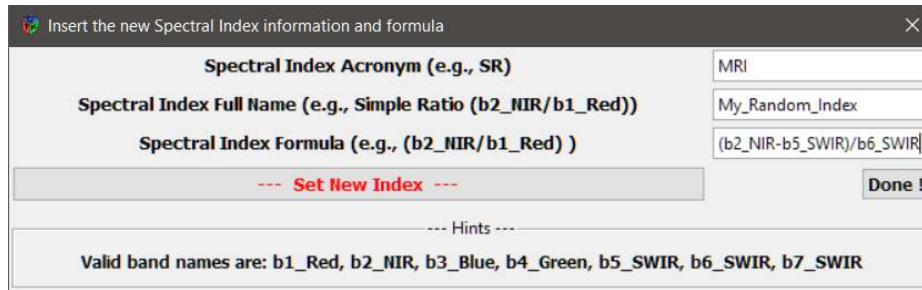 Insert the new Spectral Index information and formula
Spectral Index Acronym (e.g., SR) MRI
Spectral Index Full Name (e.g., Simple Ratio (b2_NIR/b1_Red)) My_Random_Index
Spectral Index Formula (e.g., (b2_NIR/b1_Red) ) (b2_NIR-b5_SWIR)/b6_SWIR
--- Set New Index --- Done !
--- Hints ---
Valid band names are: b1_Red, b2_NIR, b3_Blue, b4_Green, b5_SWIR, b6_SWIR, b7_SWIR